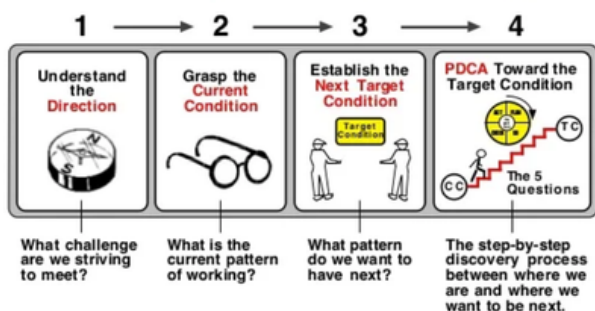 1
2
3
4
Understand
the
Direction
N
S
Grasp the
Current
Condition
Establish the
Next Target
Condition
Target
Condition
PDCA Toward the
Target Condition
TC
CC
The 5
Questions
What challenge
are we striving
to meet?
What is the
current pattern
of working?
What pattern
do we want to
have next?
The step-by-step
discovery process
between where we
are and where we
want to be next.